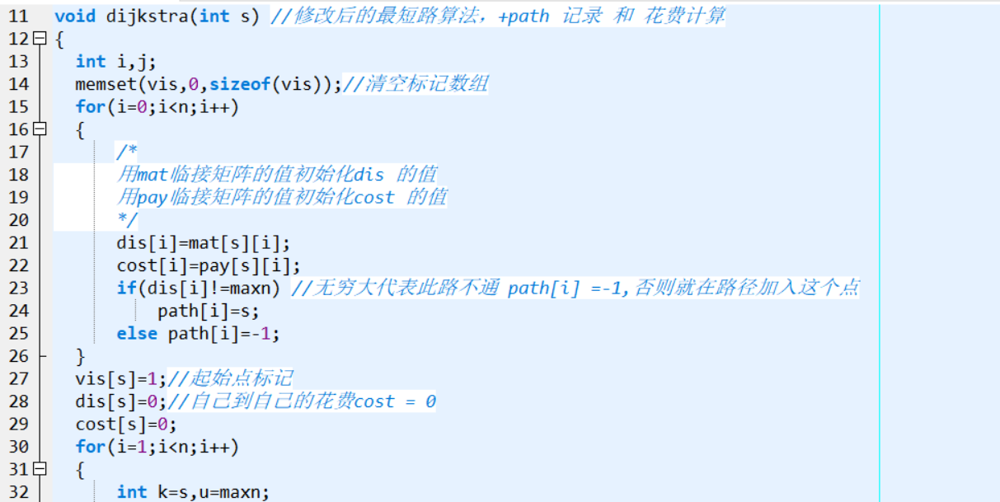 11 void dijkstra(int s) //修改后的最短路算法，+path 记录 和 花费计算
12 {
13 int i,j;
14 memset(vis,0,sizeof(vis));//清空标记数组
15 for(i=0;i<n;i++)
16 {
17 /*
18 用mat临接矩阵的值初始化dis 的值
19 用pay临接矩阵的值初始化cost 的值
20 */
21 dis[i]=mat[s][i];
22 cost[i]=pay[s][i];
23 if(dis[i]!=maxn) //无穷大代表此路不通 path[i] =-1,否则就在路径加入这个点
24 path[i]=s;
25 else path[i]=-1;
26 }
27 vis[s]=1;//起始点标记
28 dis[s]=0;//自己到自己的花费cost = 0
29 cost[s]=0;
30 for(i=1;i<n;i++)
31 {
32 int k=s,u=maxn;